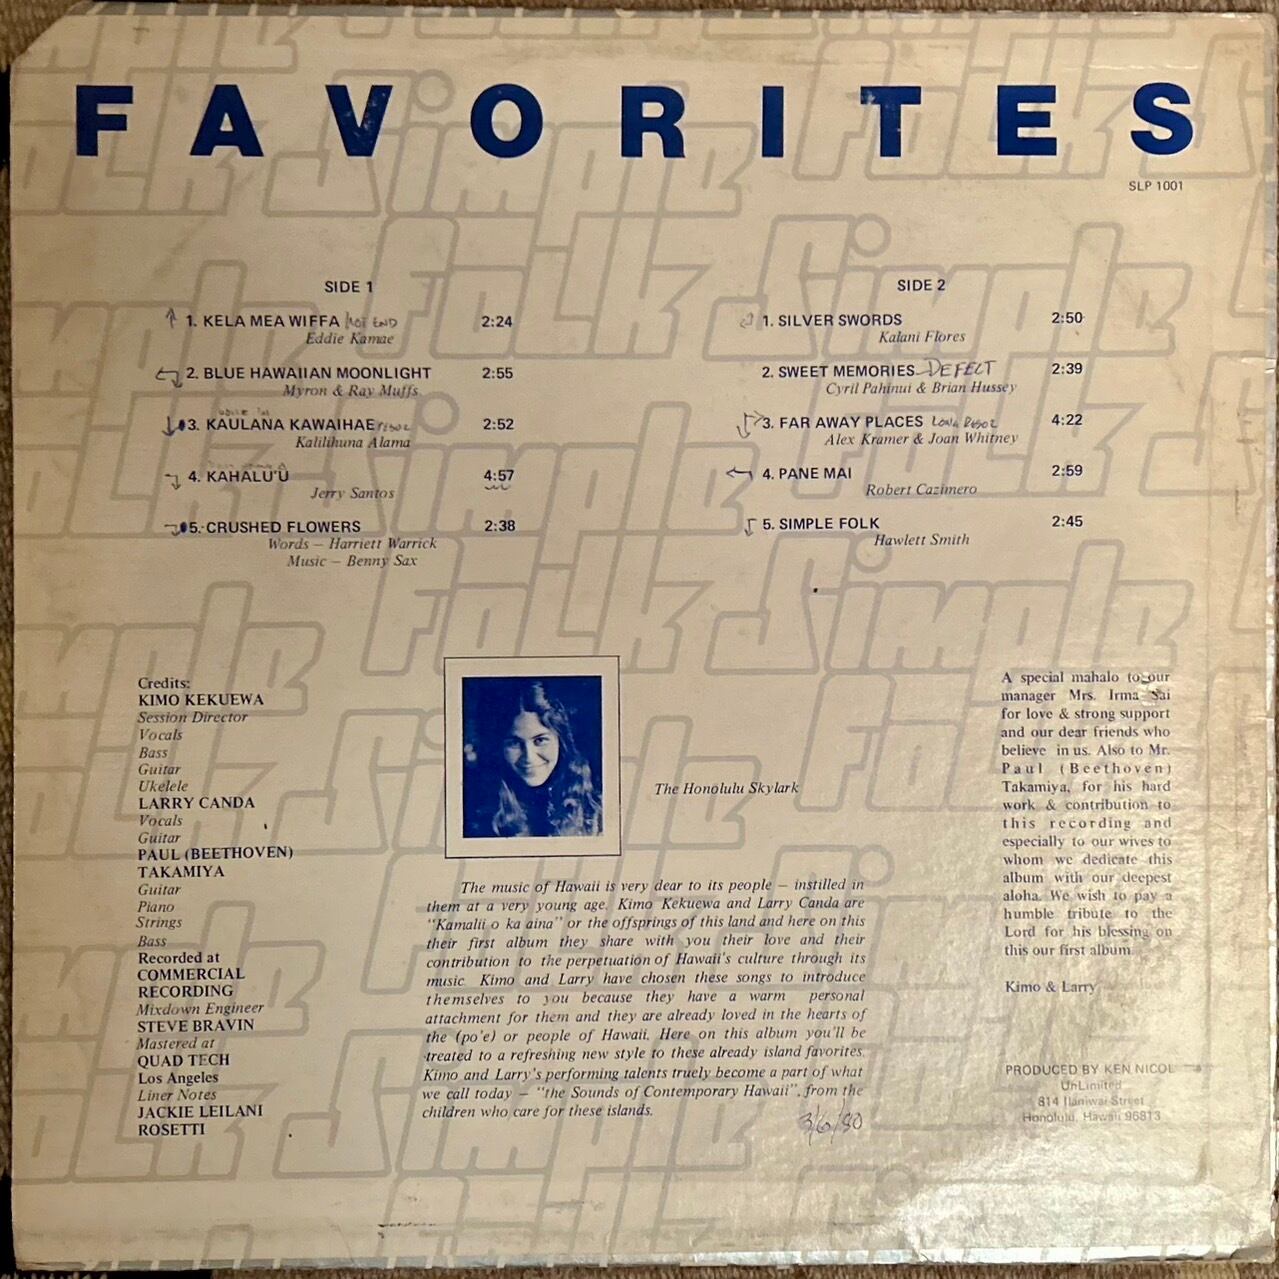 FAVORITES
SLP 1001
SIDE 1
1. KELA MEA WIFFA HOT END 2:24
Eddie Kamae
2. BLUE HAWAIIAN MOONLIGHT 2:55
Myron & Ray Muffs
3. KAULANA KAWAIHAE 2:52
Kalilihuna Alama
4. KAHALU'U 4:57
Jerry Santos
5. CRUSHED FLOWERS 2:38
Words – Harriett Warrick
Music – Benny Sax
SIDE 2
1. SILVER SWORDS 2:50
Kalani Flores
2. SWEET MEMORIES DEFECT 2:39
Cyril Pahinui & Brian Hussey
3. FAR AWAY PLACES 4:22
Alex Kramer & Joan Whitney
4. PANE MAI 2:59
Robert Cazimero
5. SIMPLE FOLK 2:45
Hawlett Smith
Credits:
KIMO KEKUEWA
Session Director
Vocals
Bass
Guitar
Ukelele
LARRY CANDA
Vocals
Guitar
PAUL (BEETHOVEN)
TAKAMIYA
Guitar
Piano
Strings
Bass
Recorded at
COMMERCIAL
RECORDING
Mixdown Engineer
STEVE BRAVIN
Mastered at
QUAD TECH
Los Angeles
Liner Notes
JACKIE LEILANI
ROSETTI
The Honolulu Skylark
The music of Hawaii is very dear to its people – instilled in
them at a very young age. Kimo Kekuewa and Larry Canda are
"Kamalii o ka aina" or the offsprings of this land and here on this
their first album they share with you their love and their
contribution to the perpetuation of Hawaii's culture through its
music. Kimo and Larry have chosen these songs to introduce
themselves to you because they have a warm personal
attachment for them and they are already loved in the hearts of
the (po'e) or people of Hawaii. Here on this album you'll be
treated to a refreshing new style to these already island favorites.
Kimo and Larry's performing talents truely become a part of what
we call today – "the Sounds of Contemporary Hawaii", from the
children who care for these islands.
3/6/80
A special mahalo to our
manager Mrs. Irma Sai
for love & strong support
and our dear friends who
believe in us. Also to Mr.
Paul (Beethoven)
Takamiya, for his hard
work & contribution to
this recording and
especially to our wives to
whom we dedicate this
album with our deepest
aloha. We wish to pay a
humble tribute to the
Lord for his blessing on
this our first album.
Kimo & Larry
PRODUCED BY KEN NICOL
UnLimited
814 Ilaniwai Street
Honolulu, Hawaii 96813
Simple Folk